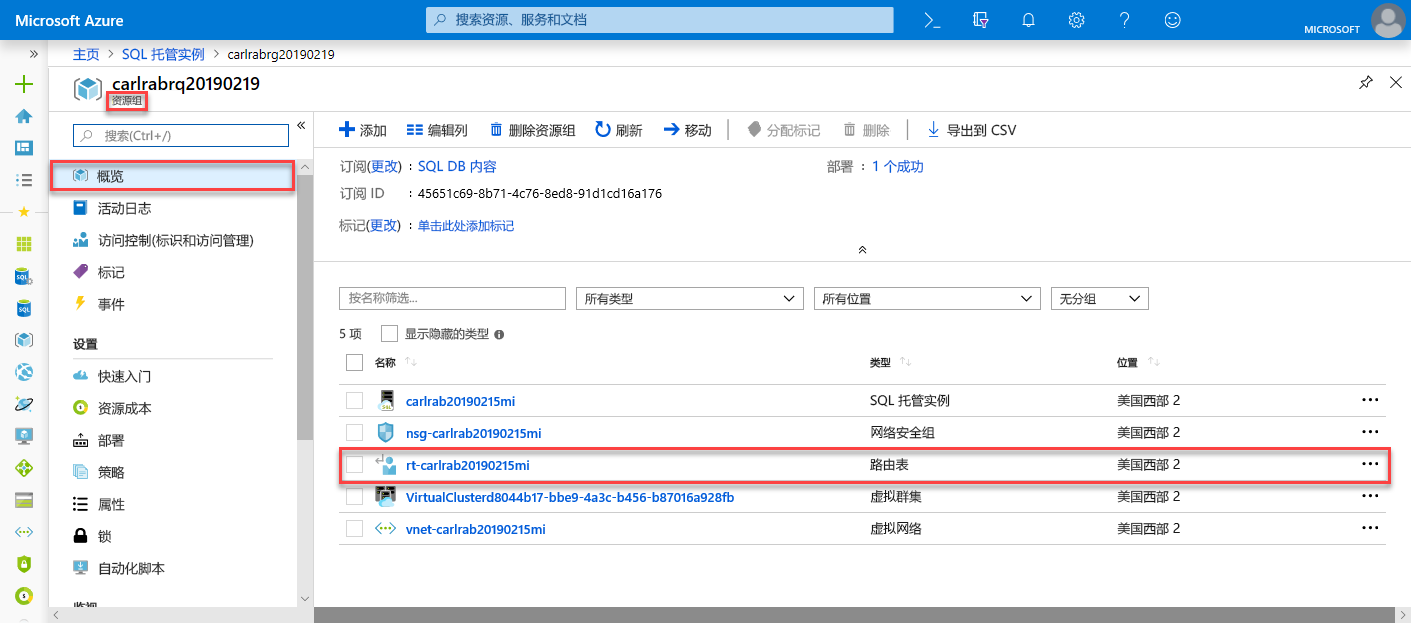 Microsoft Azure
搜索资源、服务和文档
MICROSOFT
主页 > SQL 托管实例 > carlrabrg20190219
carlrabrq20190219
资源组
搜索(Ctrl+/)
概览
活动日志
访问控制(标识和访问管理)
标记
事件
设置
快速入门
资源成本
部署
策略
属性
锁
自动化脚本
监视
添加 编辑列 删除资源组 刷新 移动 分配标记 删除 导出到 CSV
订阅(更改) : SQL DB 内容 部署 : 1 个成功
订阅 ID : 45651c69-8b71-4c76-8ed8-91d1cd16a176
标记(更改) : 单击此处添加标记
按名称筛选... 所有类型 所有位置 无分组
5 项 显示隐藏的类型
名称 类型 位置
carlrab20190215mi SQL 托管实例 美国西部 2
nsg-carlrab20190215mi 网络安全组 美国西部 2
rt-carlrab20190215mi 路由表 美国西部 2
VirtualClusterd8044b17-bbe9-4a3c-b456-b87016a928fb 虚拟群集 美国西部 2
vnet-carlrab20190215mi 虚拟网络 美国西部 2